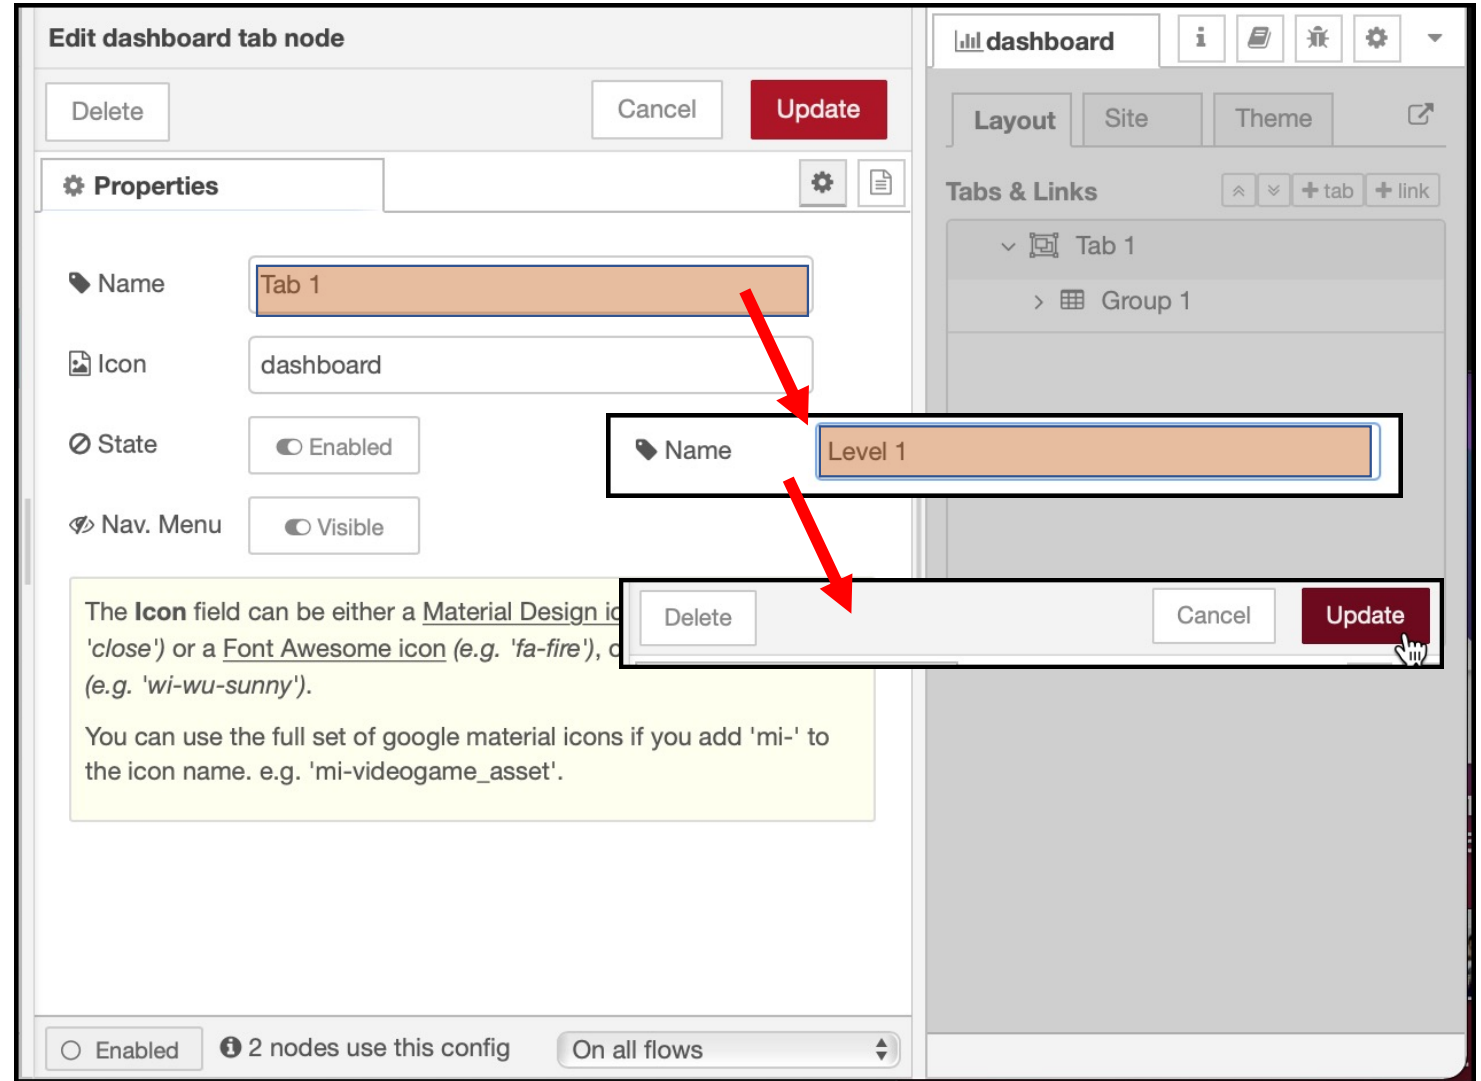 Edit dashboard tab node
Delete
Cancel
Update
Properties
Name
Tab 1
Icon
dashboard
State
Enabled
Nav. Menu
Visible
The Icon field can be either a Material Design ic
'close') or a Font Awesome icon (e.g. 'fa-fire'), o
(e.g. 'wi-wu-sunny').
You can use the full set of google material icons if you add 'mi-' to
the icon name. e.g. 'mi-videogame_asset'.
Enabled
2 nodes use this config
On all flows
dashboard
Layout
Site
Theme
Tabs & Links
tab
link
Tab 1
Group 1
Name
Level 1
Delete
Cancel
Update